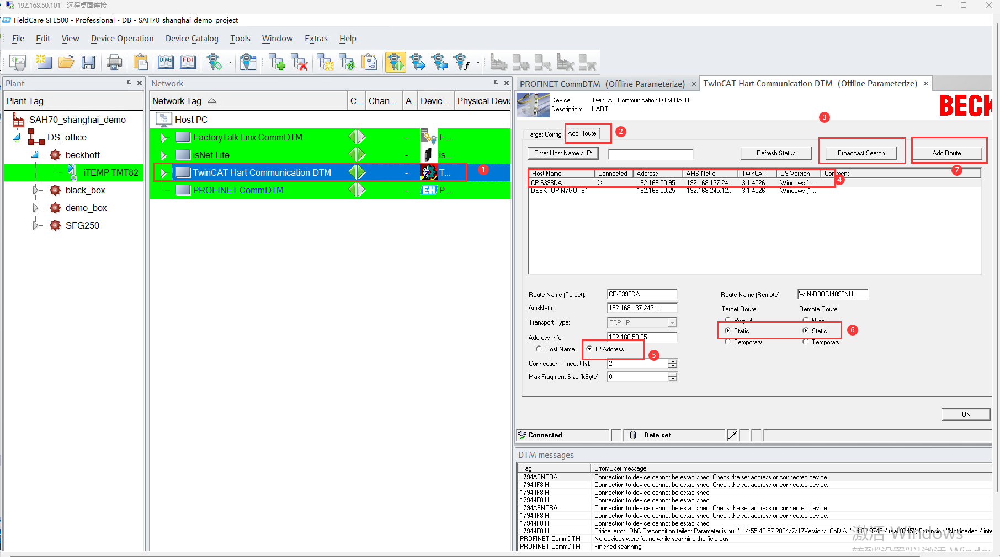 192.168.50.101 - 远程桌面连接
FieldCare SFE500 - Professional - DB - SAH70_shanghai_demo_project
File Edit View Device Operation Device Catalog Tools Window Extras Help
DTMs FDI
Plant
Plant Tag
SAH70_shanghai_demo
DS_office
beckhoff
iTEMP TMT82
black_box
demo_box
SFG250
Network
Network Tag C... Chan... A.. Devic... Physical Devic
Host PC
FactoryTalk Linx CommDTM - F...
isNet Lite - is...
TwinCAT Hart Communication DTM - T... 1
PROFINET CommDTM - EH P...
PROFINET CommDTM (Offline Parameterize) × TwinCAT Hart Communication DTM (Offline Parameterize) ×
Device: TwinCAT Communication DTM HART
Description: HART
BECK
3
Target Config Add Route 2
Enter Host Name / IP: Refresh Status Broadcast Search Add Route
7
Host Name Connected Address AMS NetId TwinCAT OS Version Comment
4
CP-6398DA X 192.168.50.95 192.168.137.24... 3.1.4026 Windows (1...
DESKTOP-N7GOTS1 192.168.50.25 192.168.245.12... 3.1.4026 Windows (1...
Route Name (Target): CP-6398DA Route Name (Remote): WIN-R3O8J4090NU
AmsNetId: 192.168.137.243.1.1 Target Route: Remote Route:
Transport Type: TCP_IP Project None
Address Info: 192.168.50.95 Static Static 6
Host Name IP Address 5 Temporary Temporary
Connection Timeout (s): 2
Max Fragment Size (kByte): 0
OK
Connected Data set
DTM messages
Tag Error/User message
1794AENTRA Connection to device cannot be established. Check the set address or connected device.
1794-IF8IH Connection to device cannot be established. Check the set address or connected device.
1794-IF8IH Connection to device cannot be established.
1794-IF8IH Connection to device cannot be established.
1794AENTRA Connection to device cannot be established. Check the set address or connected device.
1794-IF8IH Connection to device cannot be established. Check the set address or connected device.
1794-IF8IH Connection to device cannot be established.
1794-IF8IH Critical error "DbC Precondition failed: Parameter is null", 14:55:46.57 2024/7/17Versions: CoDIA "1.4.82.8745 / real 8745", Extension "Not loaded / inte
PROFINET CommDTM No devices were found while scanning the field bus
PROFINET CommDTM Finished scanning.
激活 Windows
转到"设置"以激活 Windo